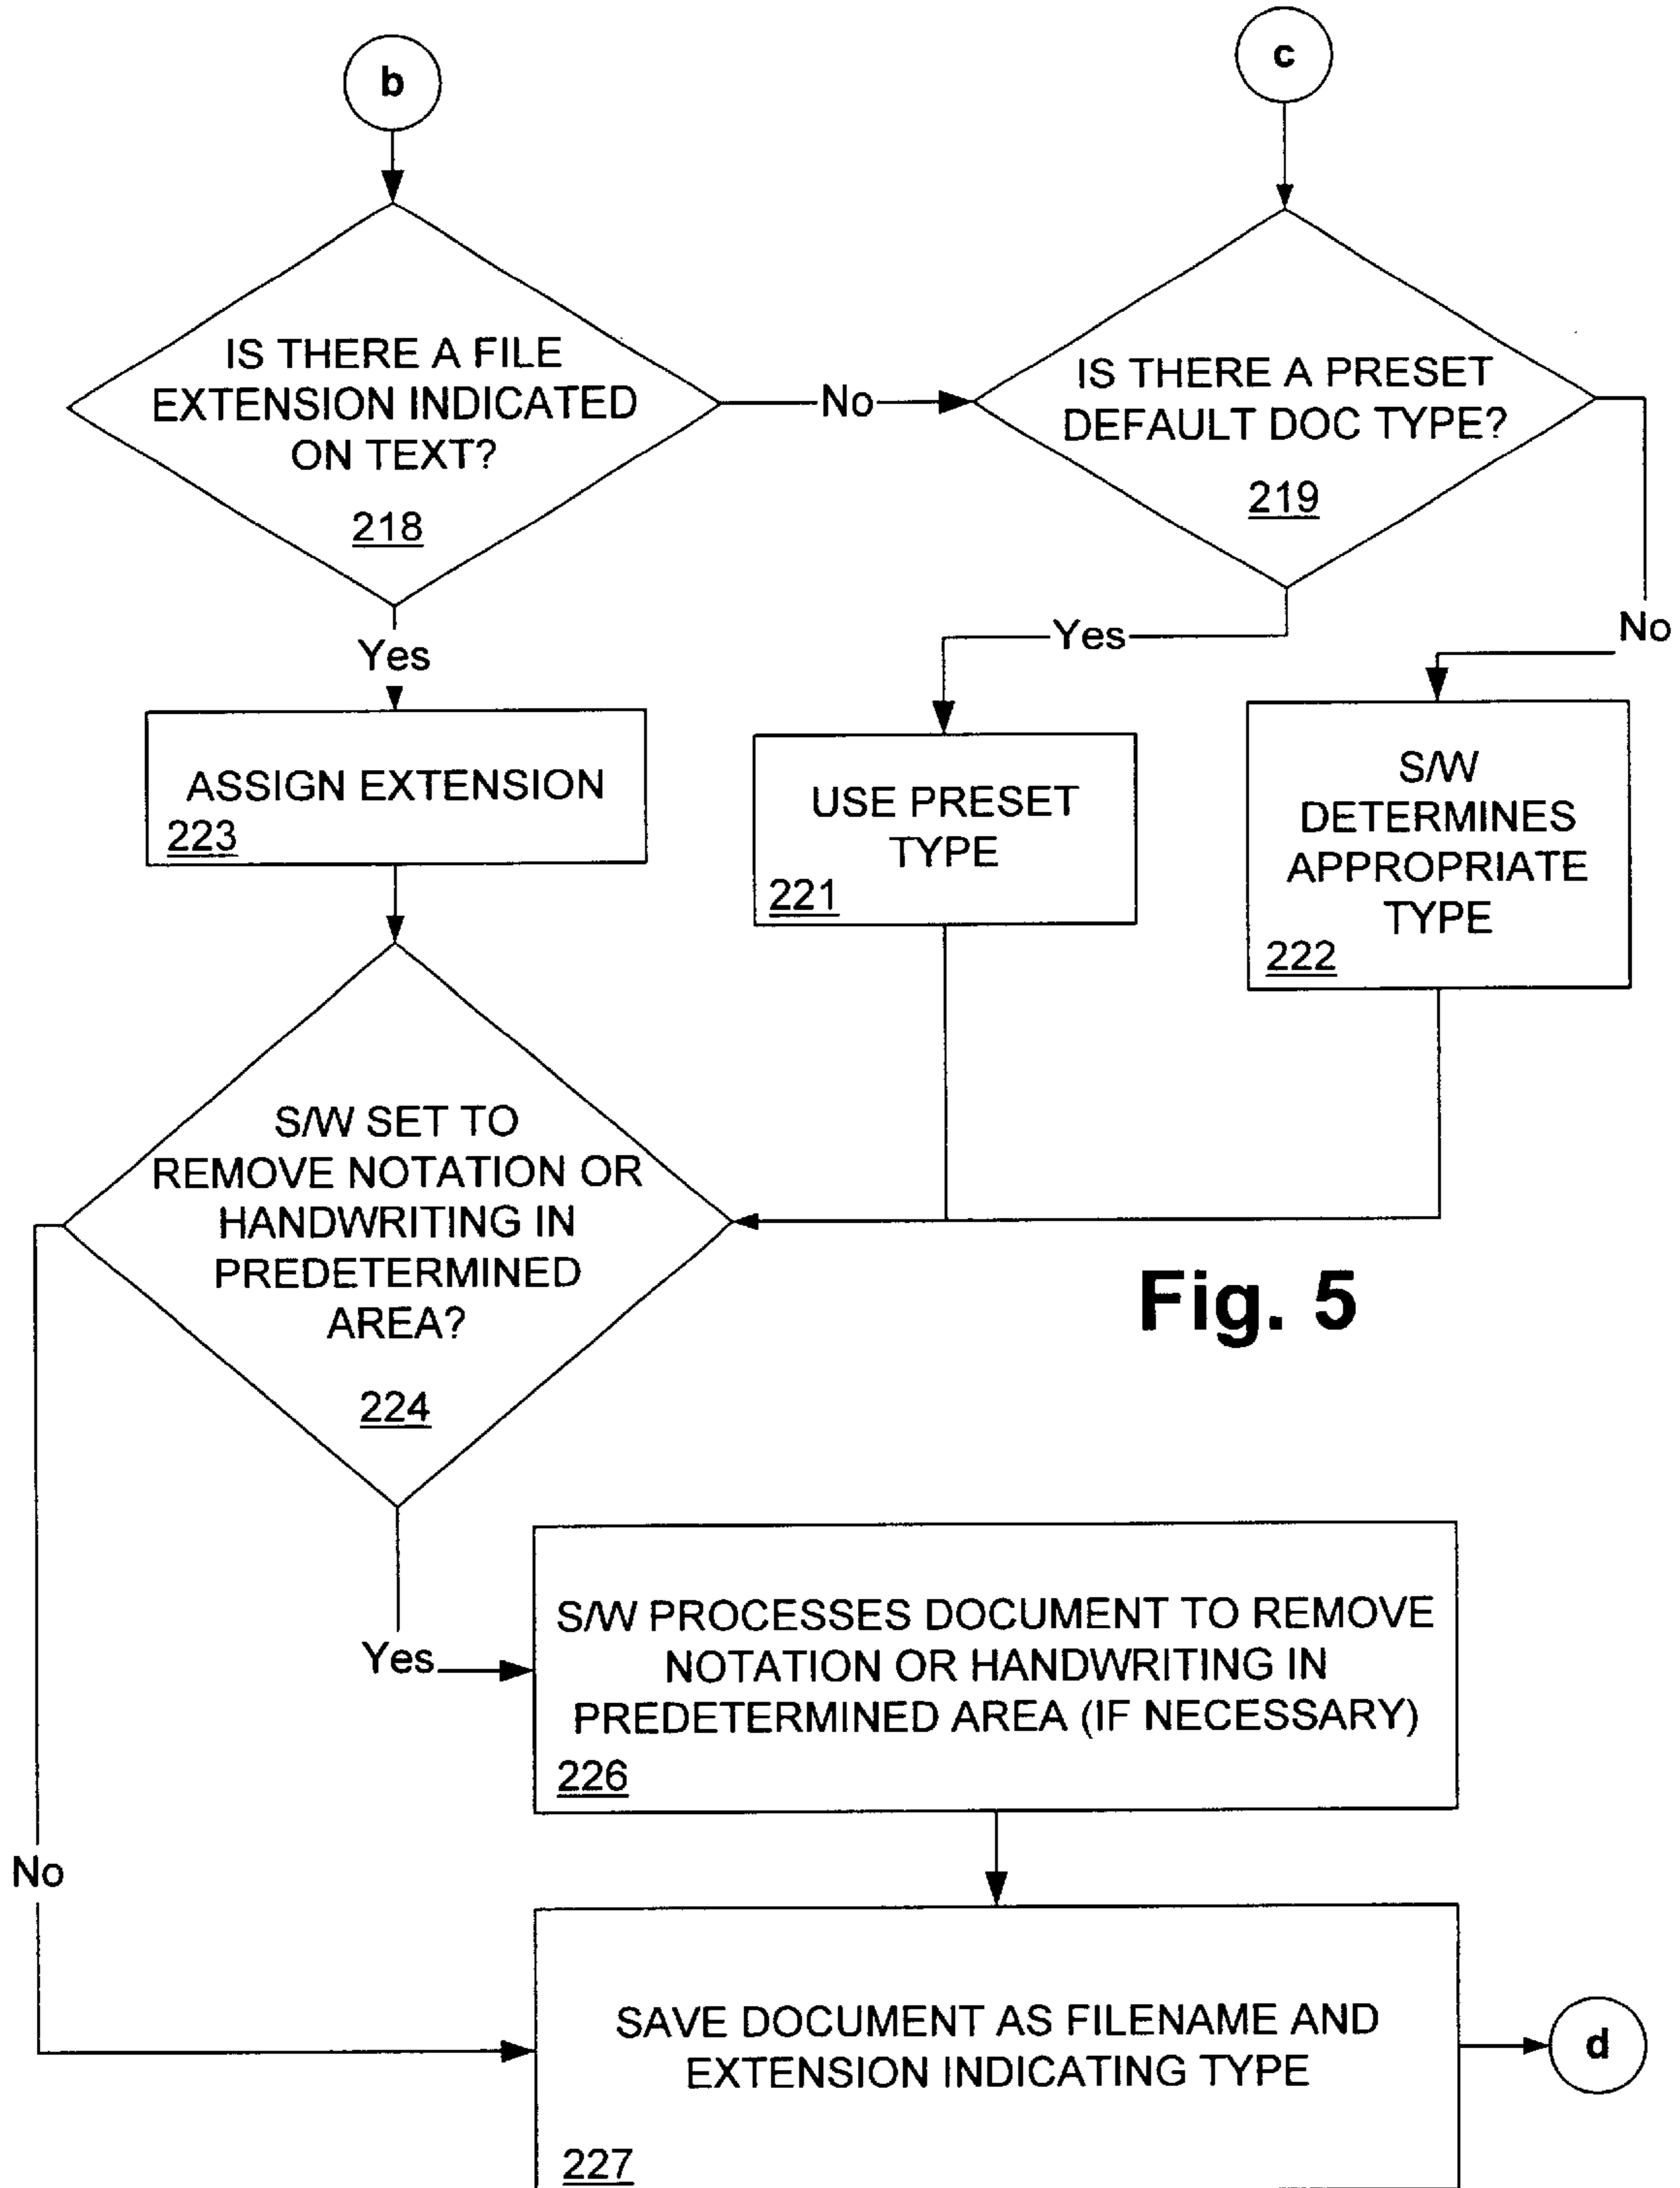 b
c
IS THERE A FILE
EXTENSION INDICATED
ON TEXT?
218
No
IS THERE A PRESET
DEFAULT DOC TYPE?
219
No
Yes
Yes
ASSIGN EXTENSION
223
USE PRESET
TYPE
221
S/W
DETERMINES
APPROPRIATE
TYPE
222
S/W SET TO
REMOVE NOTATION OR
HANDWRITING IN
PREDETERMINED
AREA?
224
Fig. 5
Yes
S/W PROCESSES DOCUMENT TO REMOVE
NOTATION OR HANDWRITING IN
PREDETERMINED AREA (IF NECESSARY)
226
No
SAVE DOCUMENT AS FILENAME AND
EXTENSION INDICATING TYPE
227
d